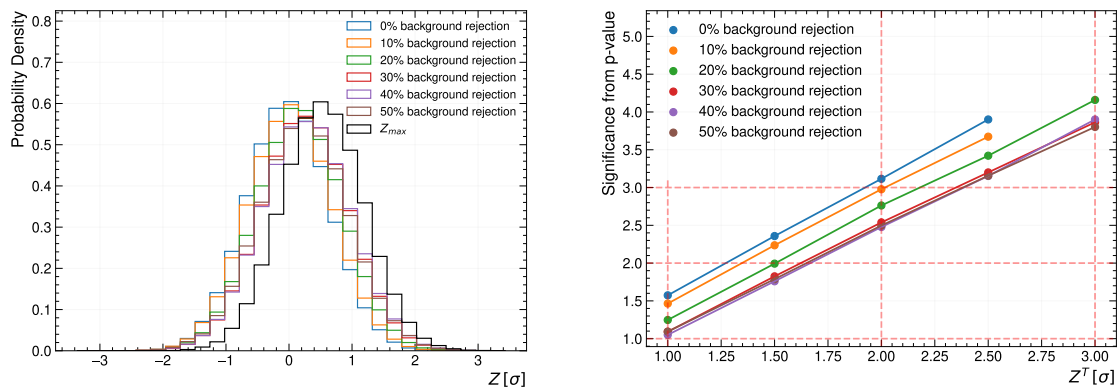 Probability Density
0.8
0.7
0.6
0.5
0.4
0.3
0.2
0.1
0.0
−3
−2
−1
0
1
2
3
Z [σ]
0% background rejection
10% background rejection
20% background rejection
30% background rejection
40% background rejection
50% background rejection
Zmax
Significance from p-value
5.0
4.5
4.0
3.5
3.0
2.5
2.0
1.5
1.0
1.00
1.25
1.50
1.75
2.00
2.25
2.50
2.75
3.00
Z^T [σ]
0% background rejection
10% background rejection
20% background rejection
30% background rejection
40% background rejection
50% background rejection